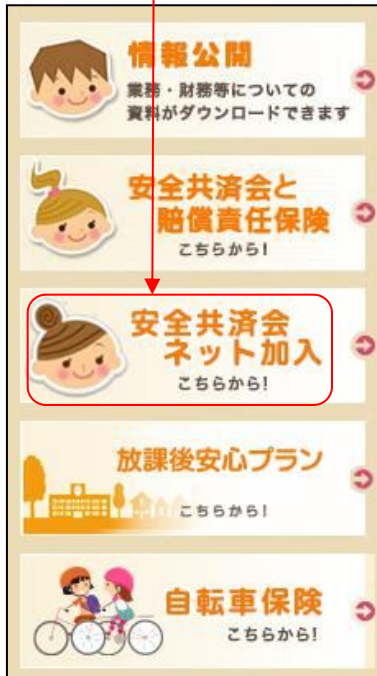 情報公開
業務・財務等についての
資料がダウンロードできます
安全共済会と
賠償責任保険
こちらから!
安全共済会
ネット加入
こちらから!
放課後安心プラン
こちらから!
自転車保険
こちらから!